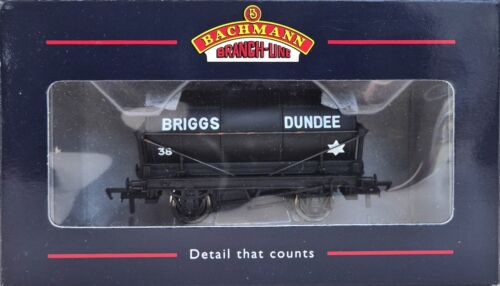 B
BACHMANN
BRANCH-LINE
BRIGGS DUNDEE
38
Detail that counts